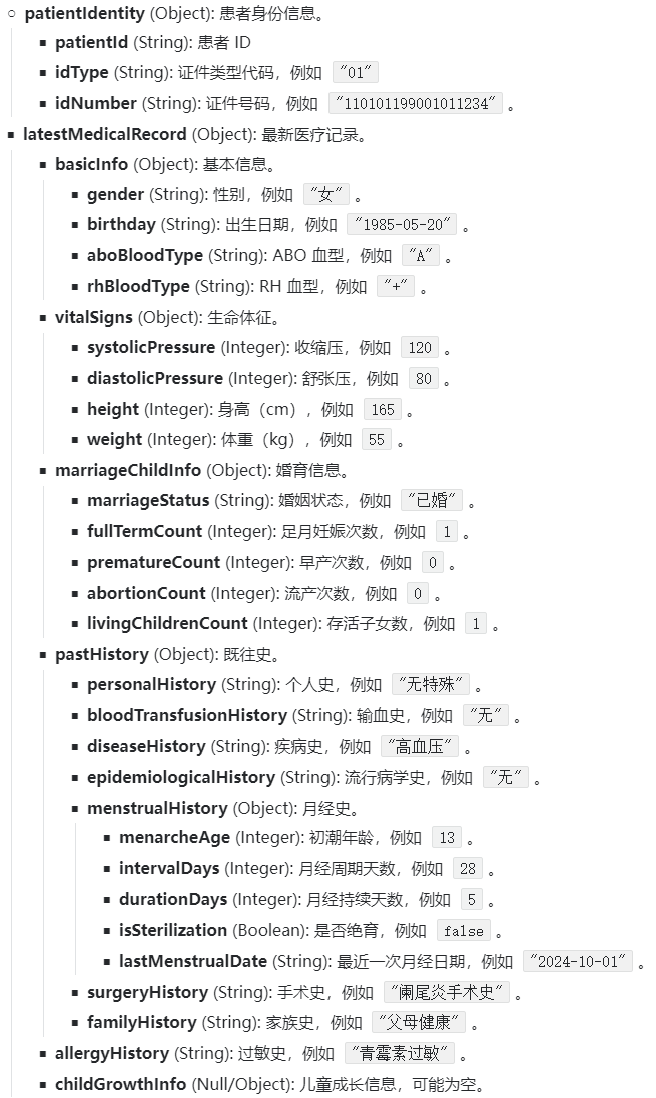 patientIdentity (Object): 患者身份信息。
patientId (String): 患者 ID
idType (String): 证件类型代码，例如 "01"
idNumber (String): 证件号码，例如 "110101199001011234" 。
latestMedicalRecord (Object): 最新医疗记录。
basicInfo (Object): 基本信息。
gender (String): 性别，例如 "女" 。
birthday (String): 出生日期，例如 "1985-05-20" 。
aboBloodType (String): ABO 血型，例如 "A" 。
rhBloodType (String): RH 血型，例如 "+" 。
vitalSigns (Object): 生命体征。
systolicPressure (Integer): 收缩压，例如 120 。
diastolicPressure (Integer): 舒张压，例如 80 。
height (Integer): 身高（cm），例如 165 。
weight (Integer): 体重（kg），例如 55 。
marriageChildInfo (Object): 婚育信息。
marriageStatus (String): 婚姻状态，例如 "已婚" 。
fullTermCount (Integer): 足月妊娠次数，例如 1 。
prematureCount (Integer): 早产次数，例如 0 。
abortionCount (Integer): 流产次数，例如 0 。
livingChildrenCount (Integer): 存活子女数，例如 1 。
pastHistory (Object): 既往史。
personalHistory (String): 个人史，例如 "无特殊" 。
bloodTransfusionHistory (String): 输血史，例如 "无" 。
diseaseHistory (String): 疾病史，例如 "高血压" 。
epidemiologicalHistory (String): 流行病学史，例如 "无" 。
menstrualHistory (Object): 月经史。
menarcheAge (Integer): 初潮年龄，例如 13 。
intervalDays (Integer): 月经周期天数，例如 28 。
durationDays (Integer): 月经持续天数，例如 5 。
isSterilization (Boolean): 是否绝育，例如 false 。
lastMenstrualDate (String): 最近一次月经日期，例如 "2024-10-01" 。
surgeryHistory (String): 手术史，例如 "阑尾炎手术史" 。
familyHistory (String): 家族史，例如 "父母健康" 。
allergyHistory (String): 过敏史，例如 "青霉素过敏" 。
childGrowthInfo (Null/Object): 儿童成长信息，可能为空。